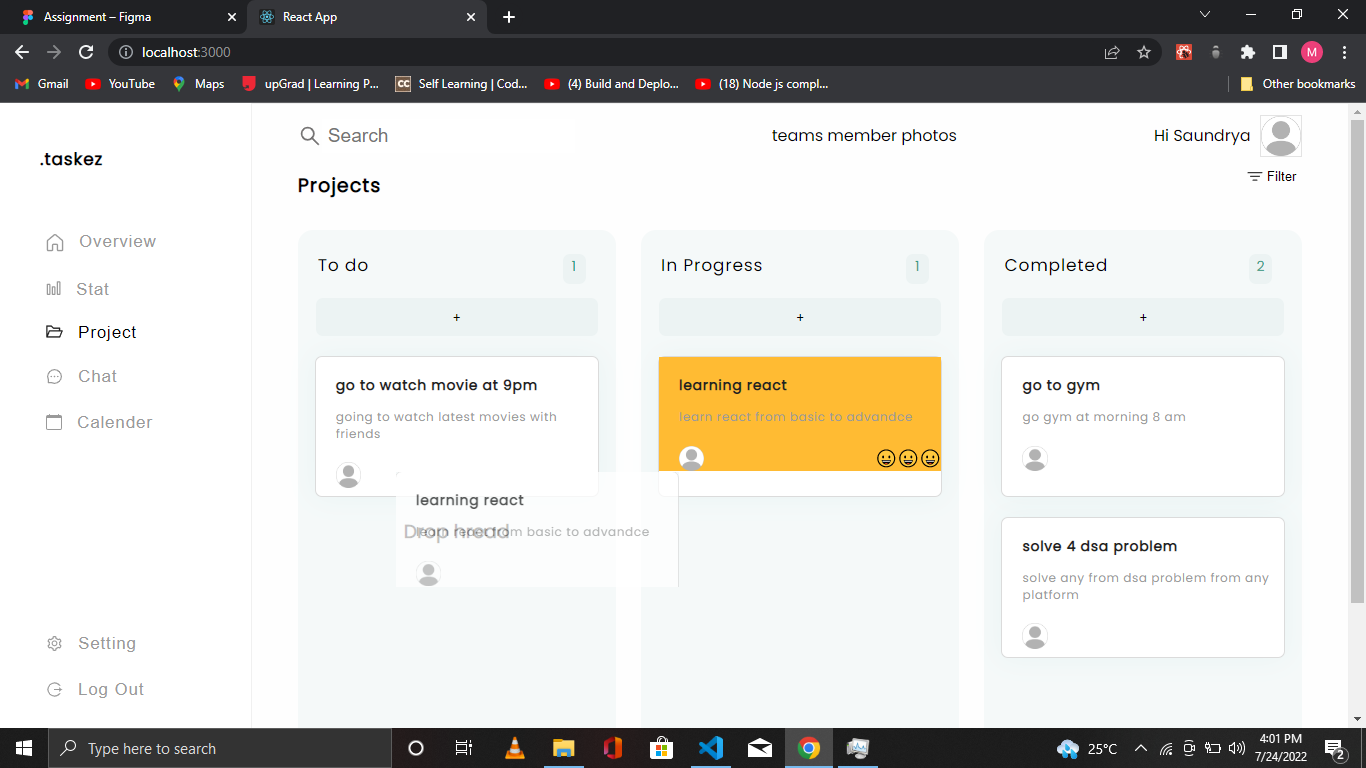 Assignment – Figma
React App
localhost:3000
M
Gmail
YouTube
Maps
upGrad | Learning P...
CC
Self Learning | Cod...
(4) Build and Deplo...
(18) Node js compl...
Other bookmarks
Search
teams member photos
Hi Saundrya
.taskez
Projects
Filter
Overview
Stat
Project
Chat
Calender
Setting
Log Out
To do
1
+
go to watch movie at 9pm
going to watch latest movies with
friends
In Progress
1
+
learning react
learn react from basic to advandce
learning react
Drop hread
learn react from basic to advandce
Completed
2
+
go to gym
go gym at morning 8 am
solve 4 dsa problem
solve any from dsa problem from any
platform
Type here to search
25°C
4:01 PM
7/24/2022
2